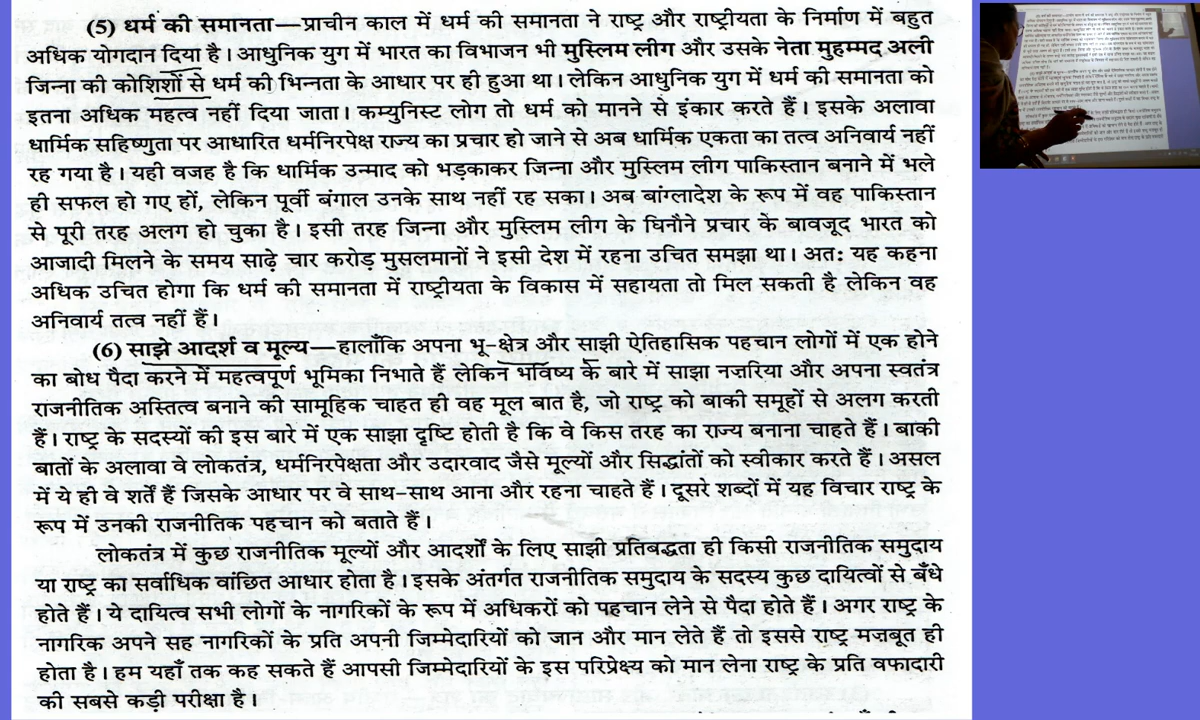 (5) धर्म की समानता—प्राचीन काल में धर्म की समानता ने राष्ट्र और राष्ट्रीयता के निर्माण में बहुत
अधिक योगदान दिया है। आधुनिक युग में भारत का विभाजन भी मुस्लिम लीग और उसके नेता मुहम्मद अली
जिन्ना की कोशिशों से धर्म की भिन्नता के आधार पर ही हुआ था। लेकिन आधुनिक युग में धर्म की समानता को
इतना अधिक महत्व नहीं दिया जाता। कम्युनिस्ट लोग तो धर्म को मानने से इंकार करते हैं। इसके अलावा
धार्मिक सहिष्णुता पर आधारित धर्मनिरपेक्ष राज्य का प्रचार हो जाने से अब धार्मिक एकता का तत्व अनिवार्य नहीं
रह गया है। यही वजह है कि धार्मिक उन्माद को भड़काकर जिन्ना और मुस्लिम लीग पाकिस्तान बनाने में भले
ही सफल हो गए हों, लेकिन पूर्वी बंगाल उनके साथ नहीं रह सका। अब बांग्लादेश के रूप में वह पाकिस्तान
से पूरी तरह अलग हो चुका है। इसी तरह जिन्ना और मुस्लिम लीग के घिनौने प्रचार के बावजूद भारत को
आजादी मिलने के समय साढ़े चार करोड़ मुसलमानों ने इसी देश में रहना उचित समझा था। अतः यह कहना
अधिक उचित होगा कि धर्म की समानता में राष्ट्रीयता के विकास में सहायता तो मिल सकती है लेकिन वह
अनिवार्य तत्व नहीं हैं।
(6) साझे आदर्श व मूल्य—हालाँकि अपना भू-क्षेत्र और साझी ऐतिहासिक पहचान लोगों में एक होने
का बोध पैदा करने में महत्वपूर्ण भूमिका निभाते हैं लेकिन भविष्य के बारे में साझा नज़रिया और अपना स्वतंत्र
राजनीतिक अस्तित्व बनाने की सामूहिक चाहत ही वह मूल बात है, जो राष्ट्र को बाकी समूहों से अलग करती
हैं। राष्ट्र के सदस्यों की इस बारे में एक साझा दृष्टि होती है कि वे किस तरह का राज्य बनाना चाहते हैं। बाकी
बातों के अलावा वे लोकतंत्र, धर्मनिरपेक्षता और उदारवाद जैसे मूल्यों और सिद्धांतों को स्वीकार करते हैं। असल
में ये ही वे शर्तें हैं जिसके आधार पर वे साथ-साथ आना और रहना चाहते हैं। दूसरे शब्दों में यह विचार राष्ट्र के
रूप में उनकी राजनीतिक पहचान को बताते हैं।
लोकतंत्र में कुछ राजनीतिक मूल्यों और आदर्शों के लिए साझी प्रतिबद्धता ही किसी राजनीतिक समुदाय
या राष्ट्र का सर्वाधिक वांछित आधार होता है। इसके अंतर्गत राजनीतिक समुदाय के सदस्य कुछ दायित्वों से बँधे
होते हैं। ये दायित्व सभी लोगों के नागरिकों के रूप में अधिकरों को पहचान लेने से पैदा होते हैं। अगर राष्ट्र के
नागरिक अपने सह नागरिकों के प्रति अपनी जिम्मेदारियों को जान और मान लेते हैं तो इससे राष्ट्र मज़बूत ही
होता है। हम यहाँ तक कह सकते हैं आपसी जिम्मेदारियों के इस परिप्रेक्ष्य को मान लेना राष्ट्र के प्रति वफादारी
की सबसे कड़ी परीक्षा है।